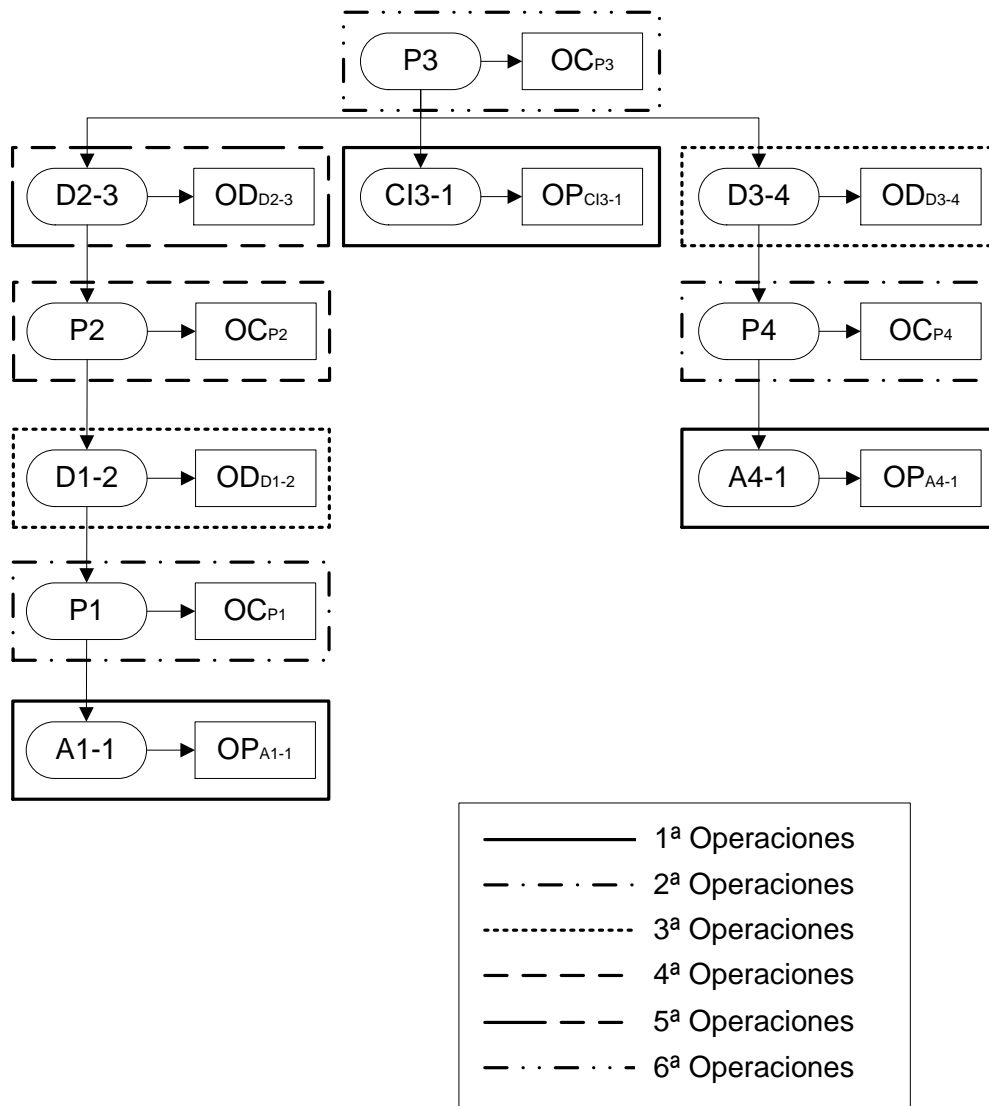 P3 OCP3
D2-3 ODD2-3 CI3-1 OPCI3-1 D3-4 ODD3-4
P2 OCP2 P4 OCP4
D1-2 ODD1-2 A4-1 OPA4-1
P1 OCP1
A1-1 OPA1-1
1ª Operaciones
2ª Operaciones
3ª Operaciones
4ª Operaciones
5ª Operaciones
6ª Operaciones